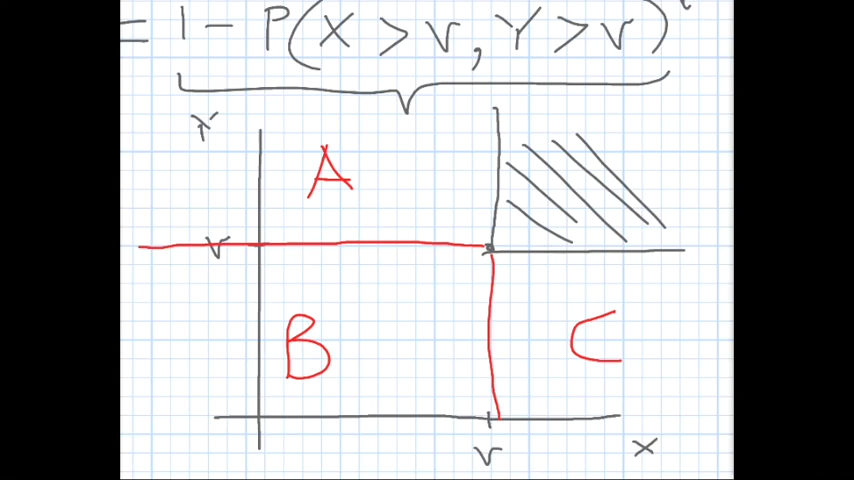 = 1 - P(X > v, Y > v)
A
v
B
C
v
x